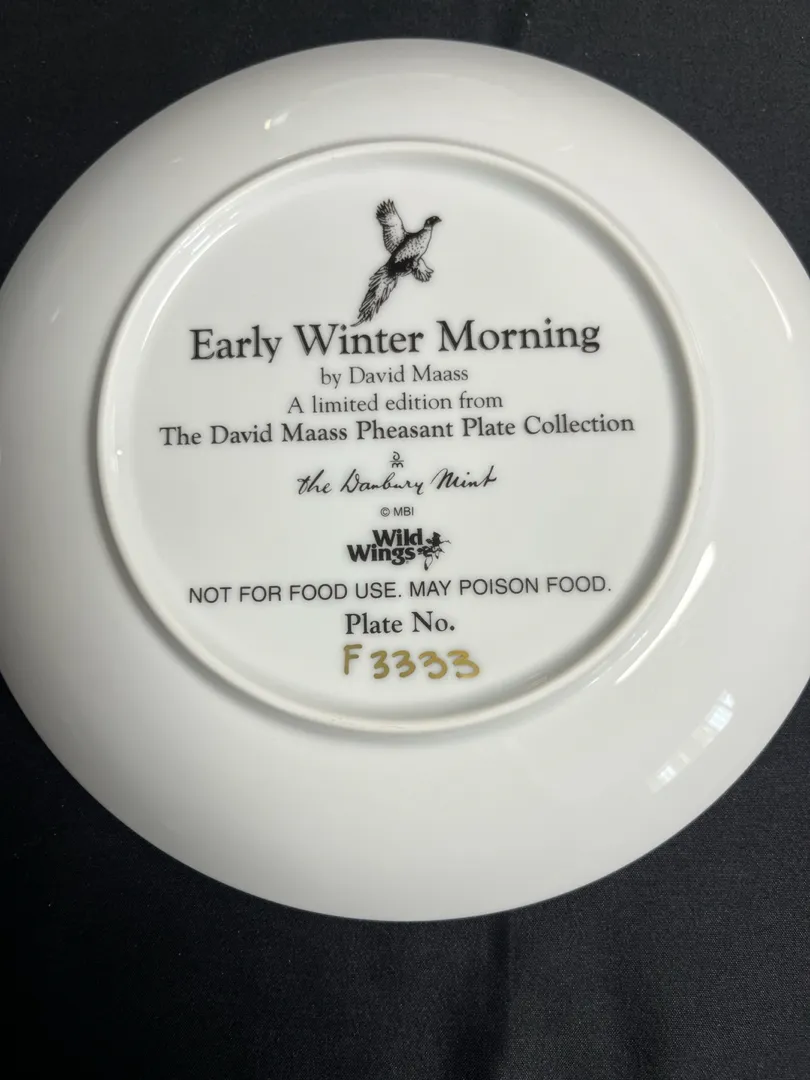 Early Winter Morning
by David Maass
A limited edition from
The David Maass Pheasant Plate Collection
DM
the Danbury Mint
© MBI
Wild
Wings
NOT FOR FOOD USE. MAY POISON FOOD.
Plate No.
F3333